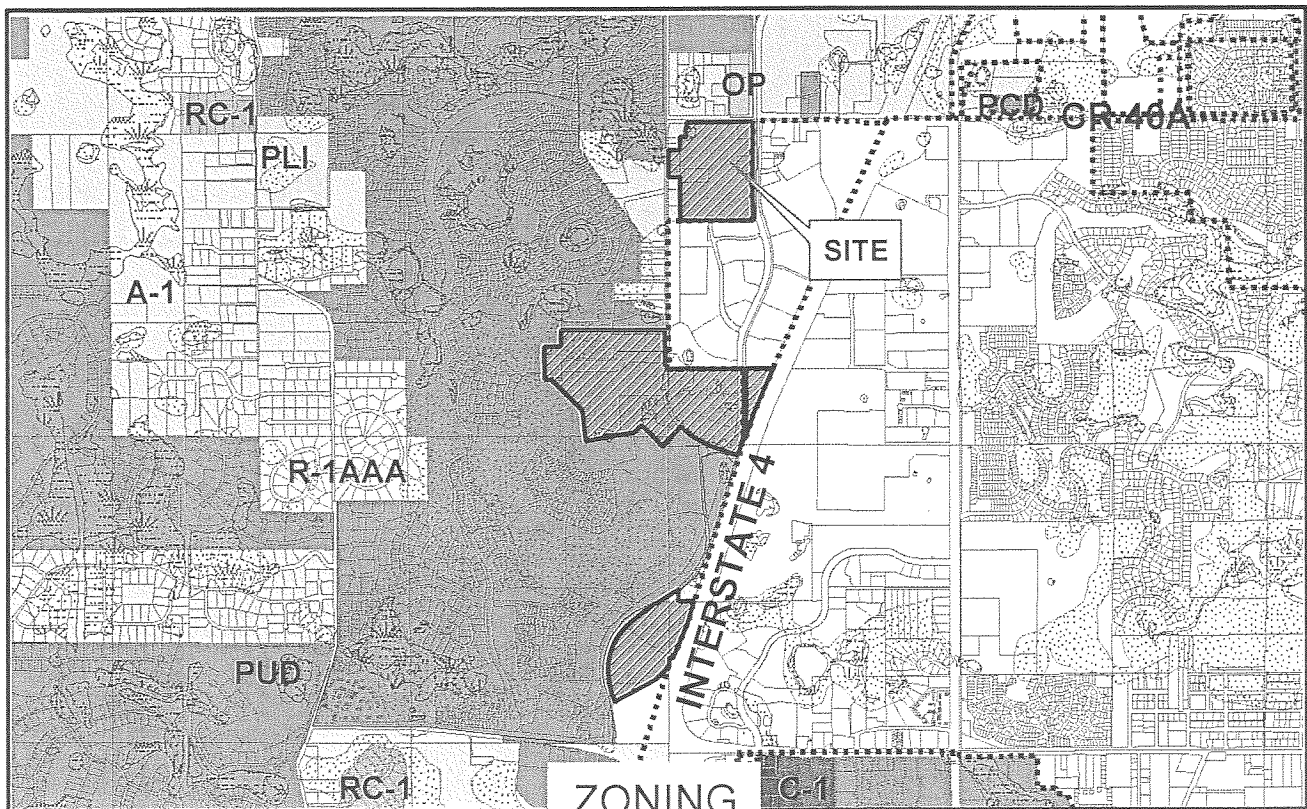 OP
RC-1
PCD
CR-46A
PLI
SITE
A-1
R-1AAA
INTERSTATE 4
PUD
RC-1
ZONING
C-1